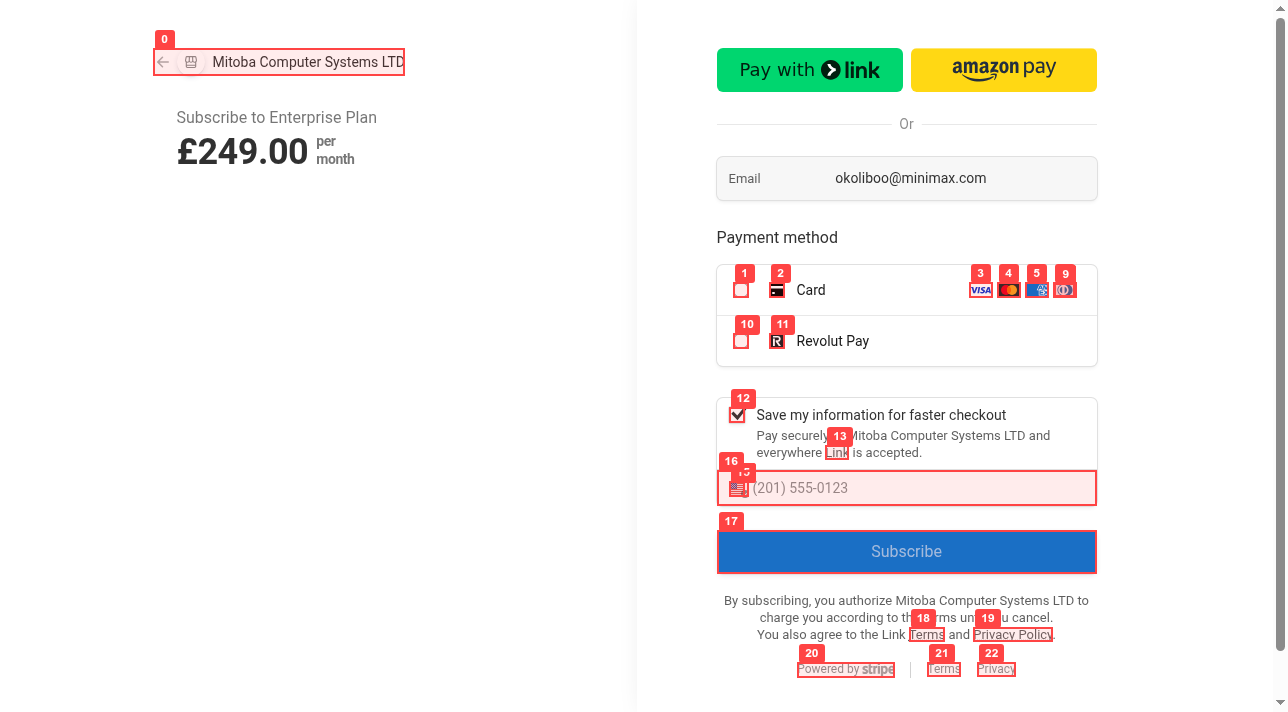 0
Mitoba Computer Systems LTD
Subscribe to Enterprise Plan
£249.00 per month
Pay with link
amazon pay
Or
Email okoliboo@minimax.com
Payment method
1 2 3 4 5 9
Card VISA
10 11
Revolut Pay
12
Save my information for faster checkout
Pay securely 13 Mitoba Computer Systems LTD and
everywhere Link is accepted.
16
15
(201) 555-0123
17
Subscribe
By subscribing, you authorize Mitoba Computer Systems LTD to
charge you according to the terms until you cancel.
18 19
You also agree to the Link Terms and Privacy Policy.
20 21 22
Powered by stripe Terms Privacy